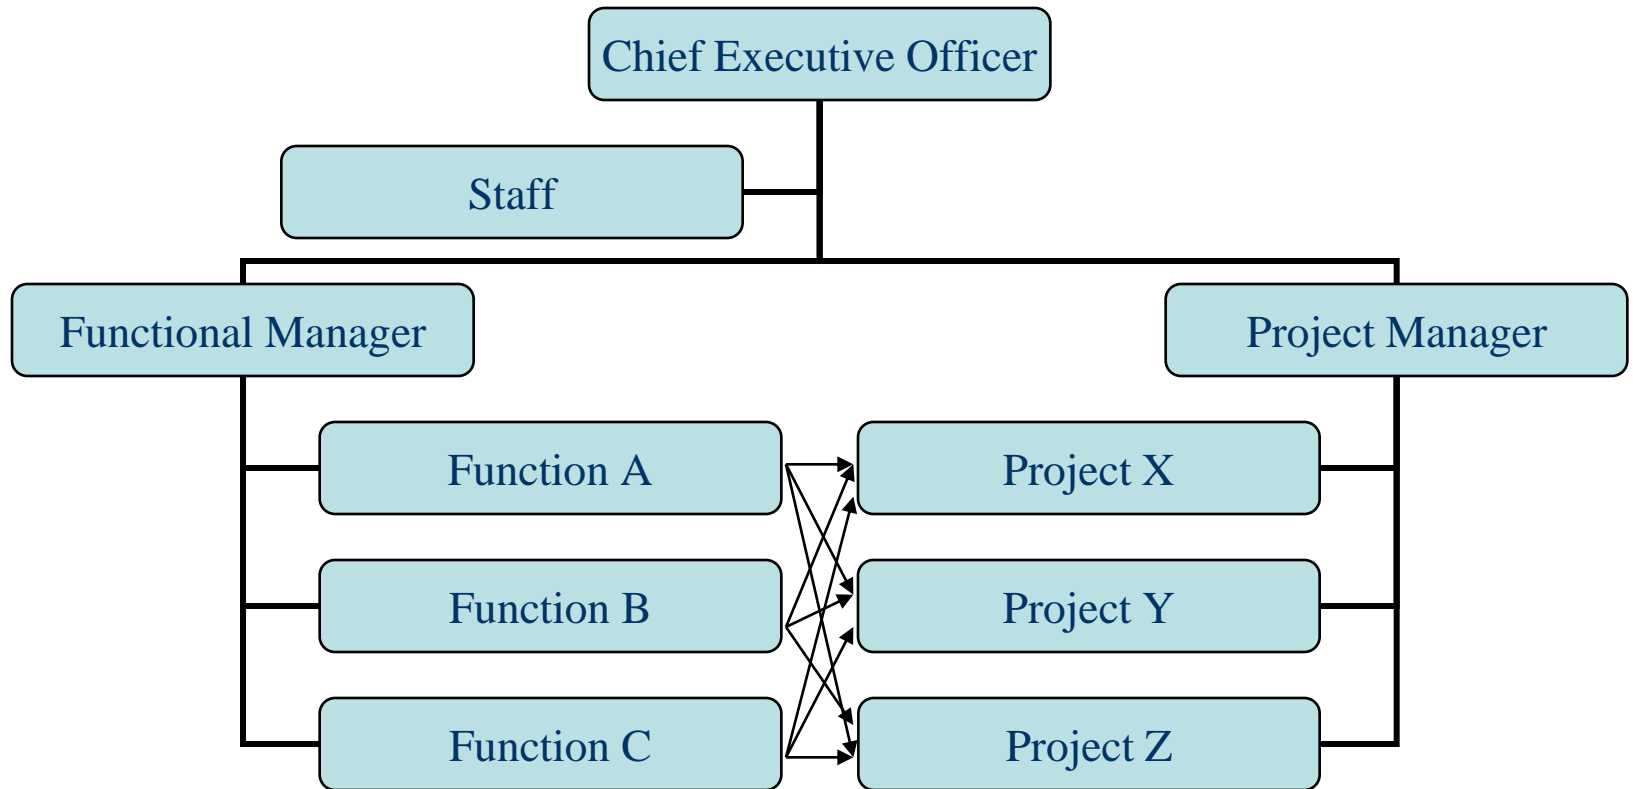 Chief Executive Officer
Staff
Functional Manager
Project Manager
Function A
Project X
Function B
Project Y
Function C
Project Z